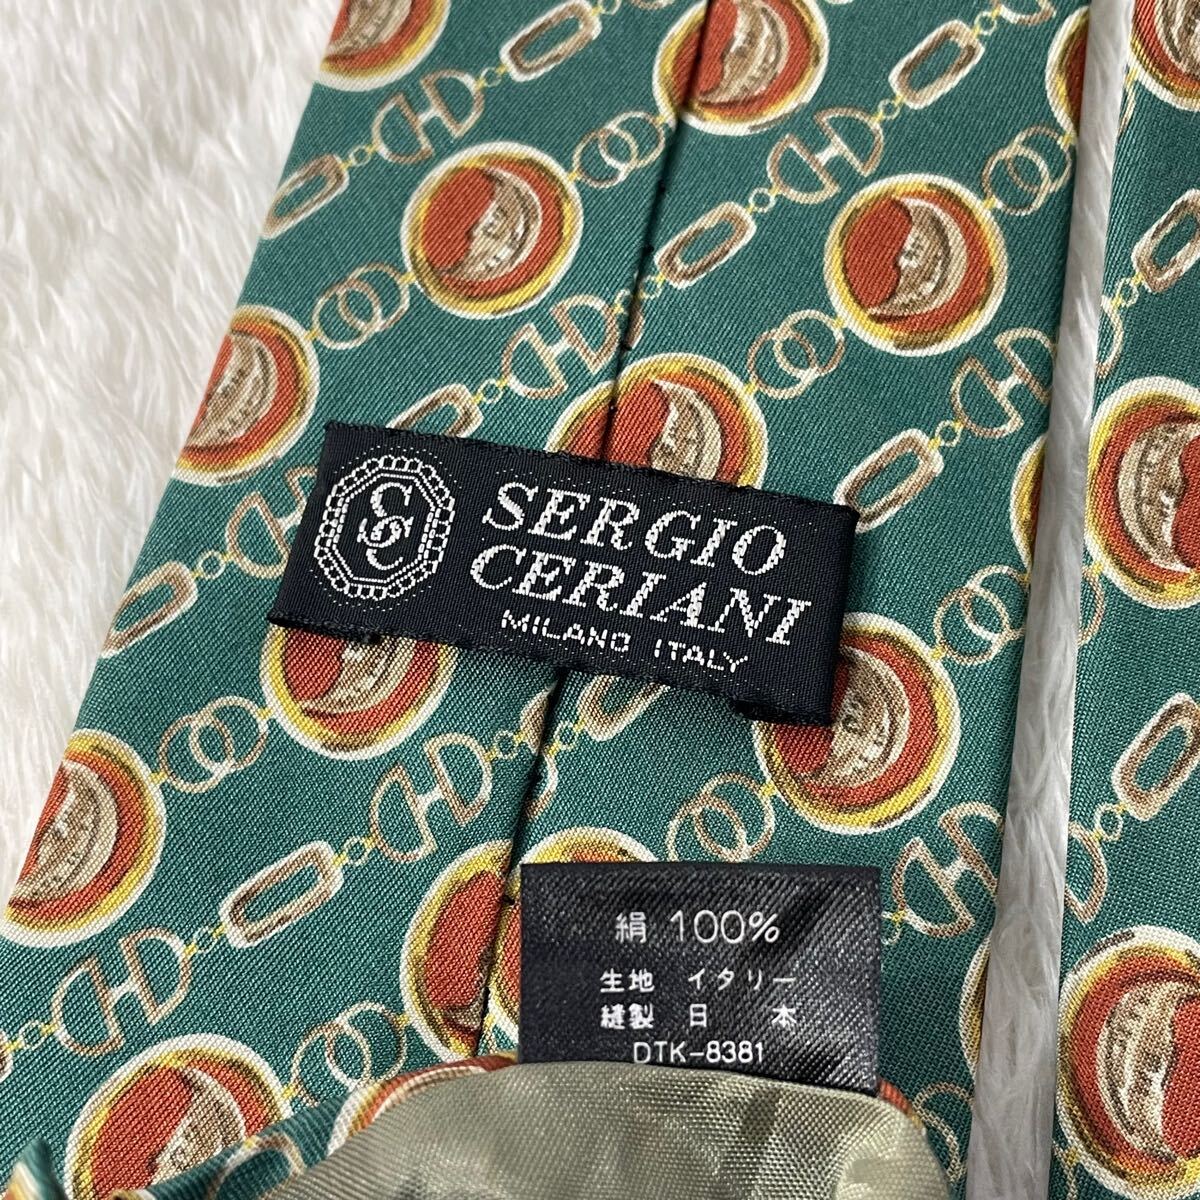 SC
SERGIO
CERIANI
MILANO ITALY
絹 100%
生地 イタリー
縫製 日 本
DTK-8381